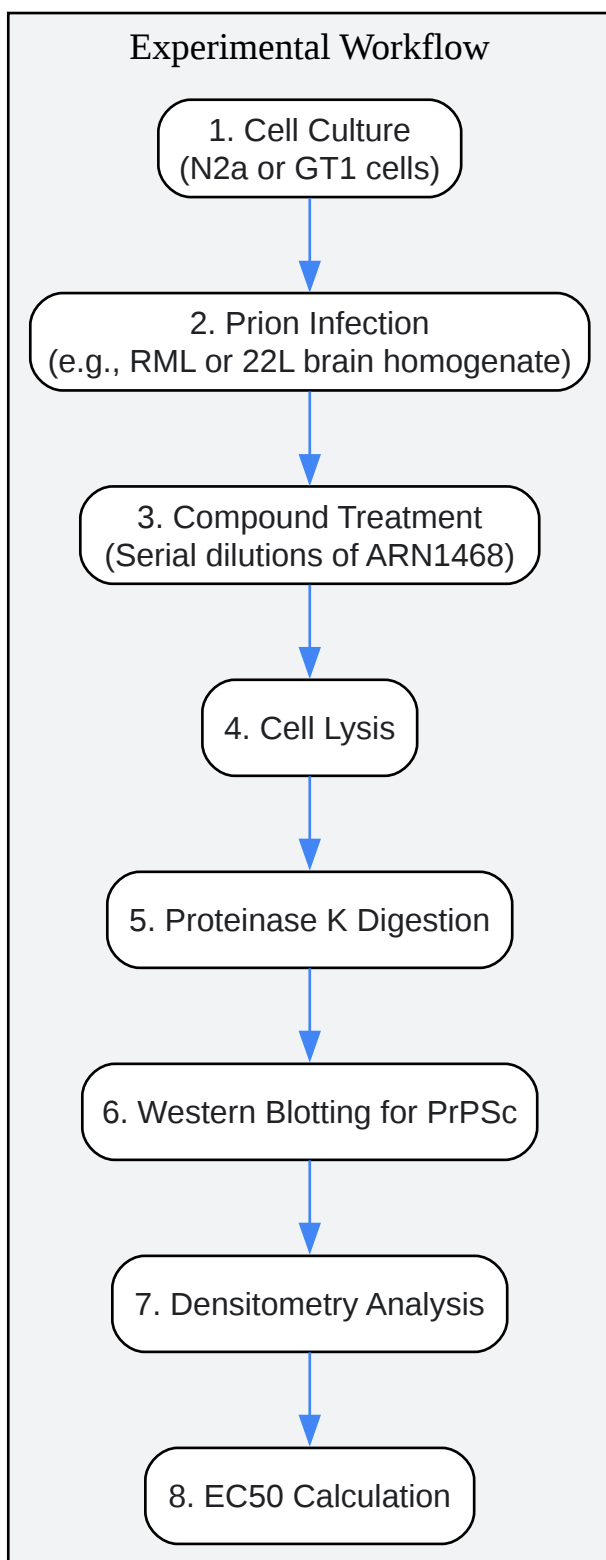 Experimental Workflow
1. Cell Culture
(N2a or GT1 cells)
2. Prion Infection
(e.g., RML or 22L brain homogenate)
3. Compound Treatment
(Serial dilutions of ARN1468)
4. Cell Lysis
5. Proteinase K Digestion
6. Western Blotting for PrPSc
7. Densitometry Analysis
8. EC50 Calculation